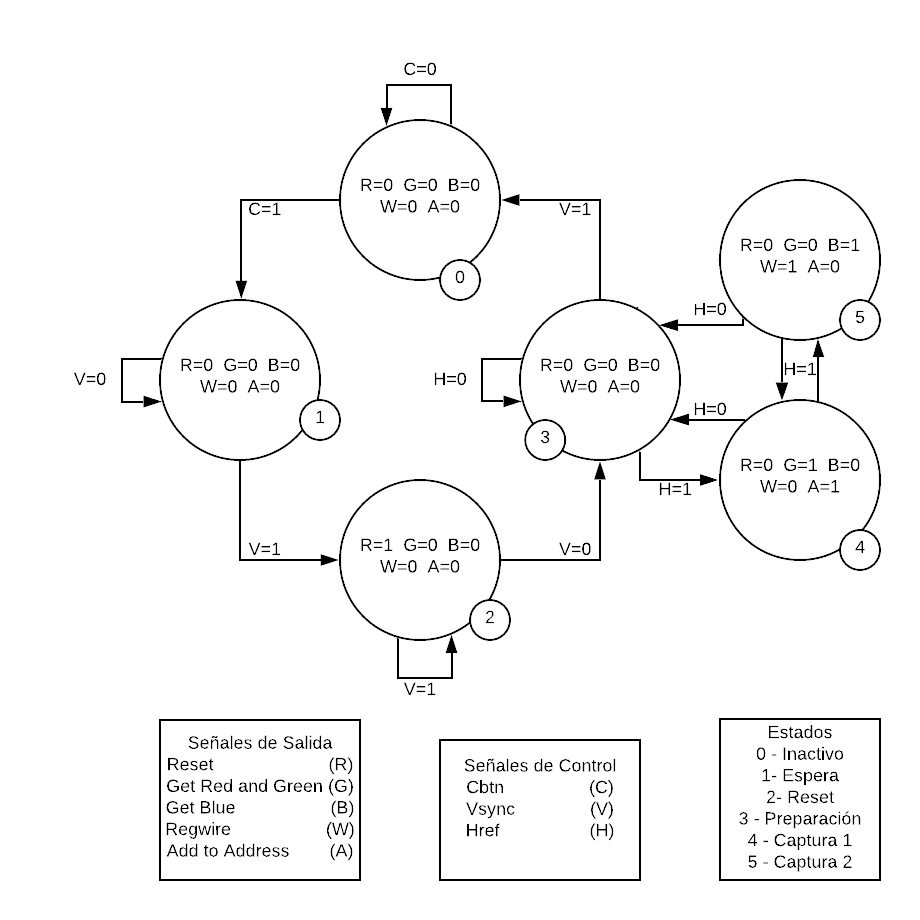 C=0
R=0 G=0 B=0
W=0 A=0
0
C=1
V=1
R=0 G=0 B=1
W=1 A=0
5
H=0
V=0
R=0 G=0 B=0
W=0 A=0
1
H=0
R=0 G=0 B=0
W=0 A=0
3
H=1
H=0
R=0 G=1 B=0
W=0 A=1
4
H=1
V=1
R=1 G=0 B=0
W=0 A=0
2
V=0
V=1
Señales de Salida
Reset (R)
Get Red and Green (G)
Get Blue (B)
Regwire (W)
Add to Address (A)
Señales de Control
Cbtn (C)
Vsync (V)
Href (H)
Estados
0 - Inactivo
1- Espera
2- Reset
3 - Preparación
4 - Captura 1
5 - Captura 2